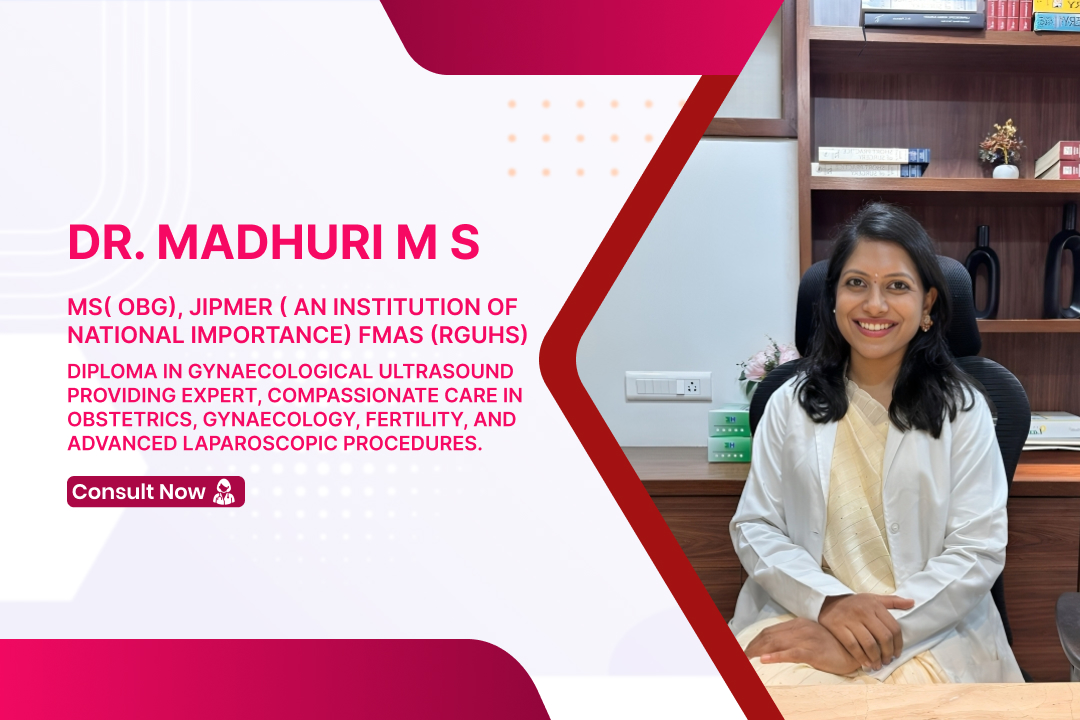 DR. MADHURI M S
MS( OBG), JIPMER ( AN INSTITUTION OF
NATIONAL IMPORTANCE) FMAS (RGUHS)
DIPLOMA IN GYNAECOLOGICAL ULTRASOUND
PROVIDING EXPERT, COMPASSIONATE CARE IN
OBSTETRICS, GYNAECOLOGY, FERTILITY, AND
ADVANCED LAPAROSCOPIC PROCEDURES.
Consult Now